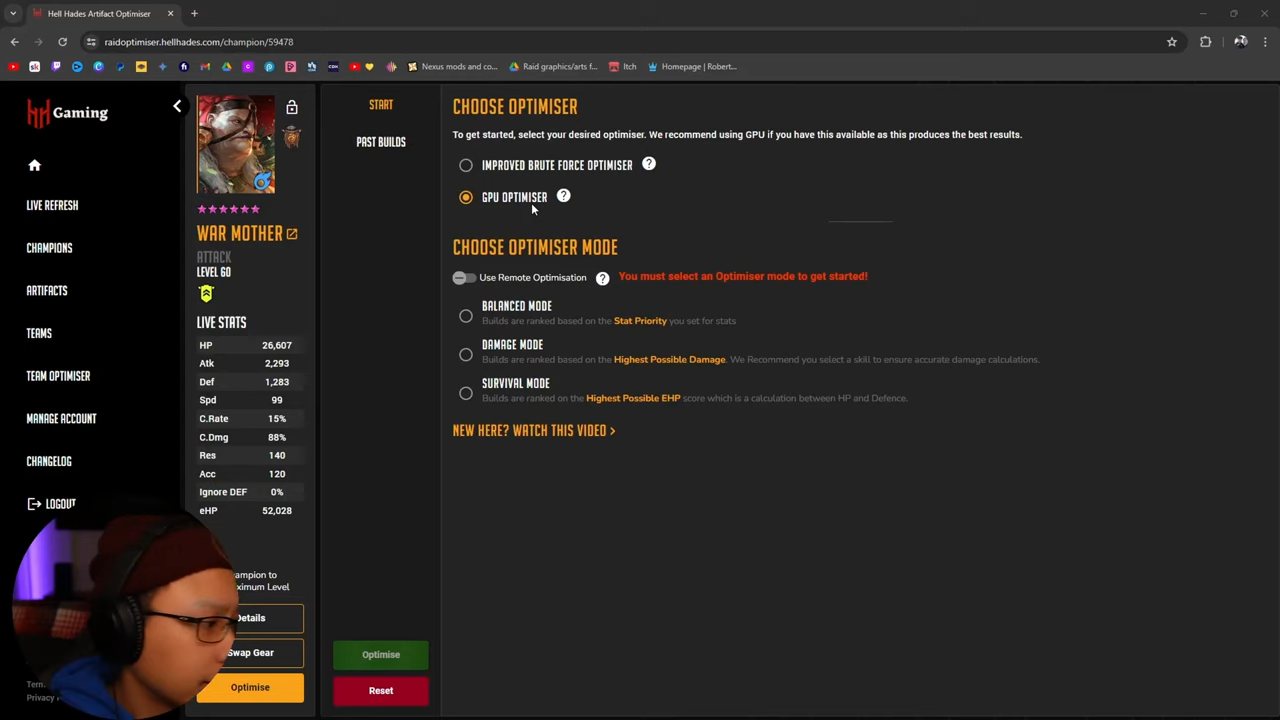 Hell Hades Artifact Optimiser
raidoptimiser.hellhades.com/champion/59478
Nexus mods and co...
Raid graphics/arts f...
Itch
Homepage | Robert...
Gaming
LIVE REFRESH
CHAMPIONS
ARTIFACTS
TEAMS
TEAM OPTIMISER
MANAGE ACCOUNT
CHANGELOG
LOGOUT
Privacy
WAR MOTHER
ATTACK
LEVEL 60
LIVE STATS
HP 26,607
Atk 2,293
Def 1,283
Spd 99
C.Rate 15%
C.Dmg 88%
Res 140
Acc 120
Ignore DEF 0%
eHP 52,028
to
Level
Details
Swap Gear
Optimise
START
PAST BUILDS
Optimise
Reset
CHOOSE OPTIMISER
To get started, select your desired optimiser. We recommend using GPU if you have this available as this produces the best results.
IMPROVED BRUTE FORCE OPTIMISER ?
GPU OPTIMISER ?
CHOOSE OPTIMISER MODE
Use Remote Optimisation ? You must select an Optimiser mode to get started!
BALANCED MODE
Builds are ranked based on the Stat Priority you set for stats
DAMAGE MODE
Builds are ranked based on the Highest Possible Damage. We Recommend you select a skill to ensure accurate damage calculations.
SURVIVAL MODE
Builds are ranked on the Highest Possible EHP score which is a calculation between HP and Defence.
NEW HERE? WATCH THIS VIDEO >